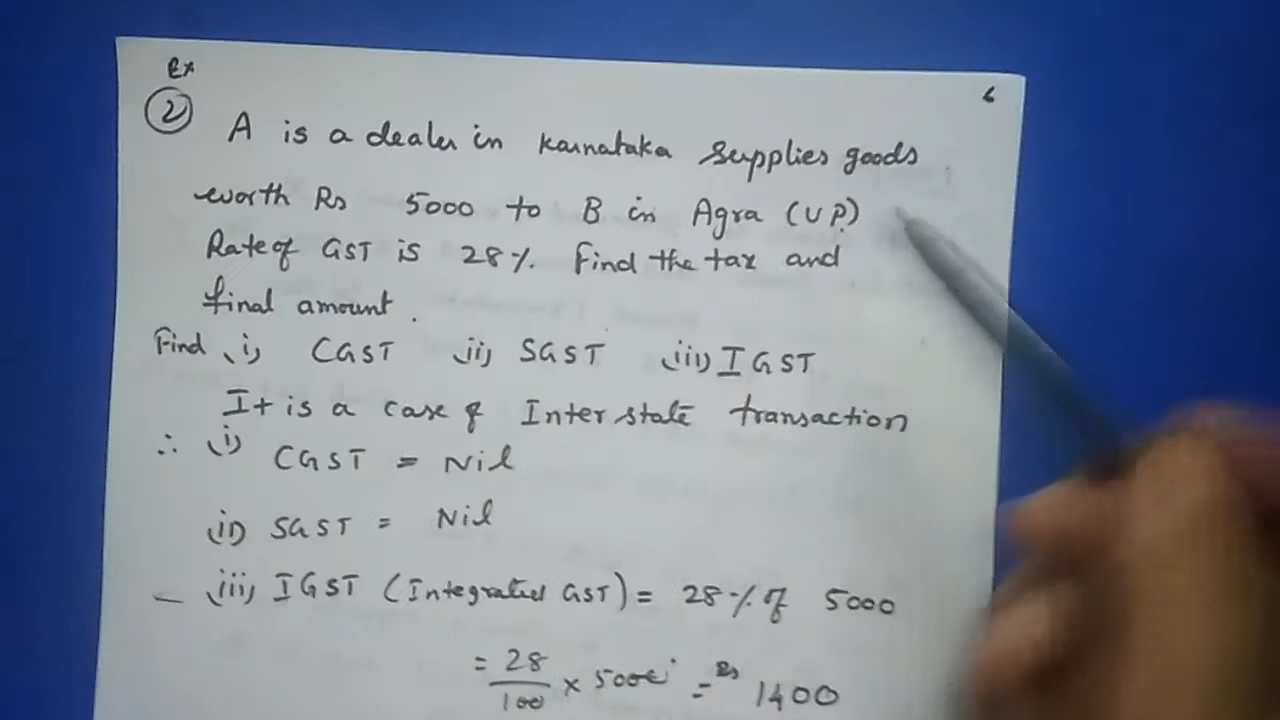 Ex
6
② A is a dealer in Karnataka Supplies goods
worth Rs 5000 to B in Agra (UP)
Rate of GST is 28%. Find the tax and
final amount.
Find i) CGST ii) SGST iii) IGST
It is a case of Inter state transaction
∴ i) CGST = Nil
ii) SGST = Nil
— iii) IGST (Integrated GST) = 28% of 5000
= 28/100 × 5000 = Rs 1400